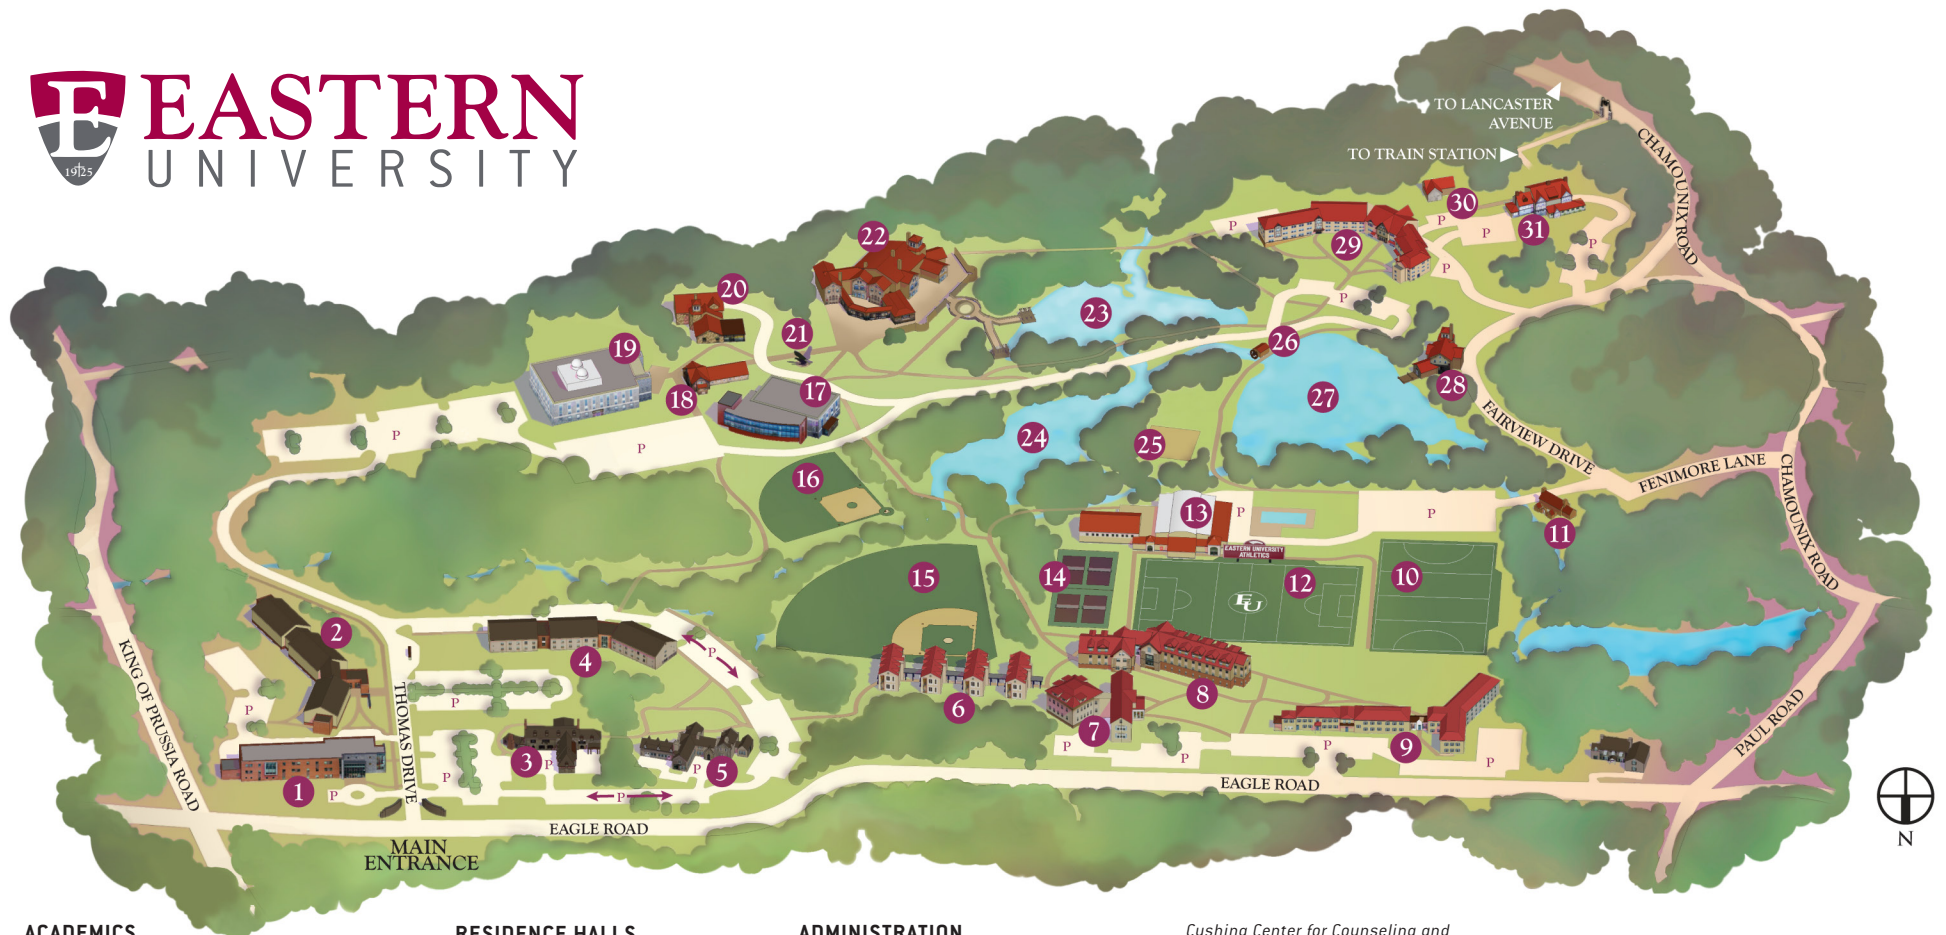 EASTERN
UNIVERSITY
E
19 25
TO LANCASTER
AVENUE
TO TRAIN STATION
CHAMOUNIX ROAD
30
P
31
P
P
29
P
P
P
22
20
23
21
26
19
17
28
18
27
P
P
24
25
FAIRVIEW DRIVE
FENIMORE LANE
CHAMOUNIX ROAD
16
13
P
P
11
EASTERN UNIVERSITY
ATHLETICS
15
14
12
10
EU
2
4
P
KING OF PRUSSIA ROAD
THOMAS DRIVE
P
P
6
8
7
9
P
P
P
P
PAUL ROAD
1
P
P
3
P
5
P
P
EAGLE ROAD
EAGLE ROAD
MAIN
ENTRANCE
N
ACADEMICS
RESIDENCE HALLS
ADMINISTRATION
Cushing Center for Counseling and